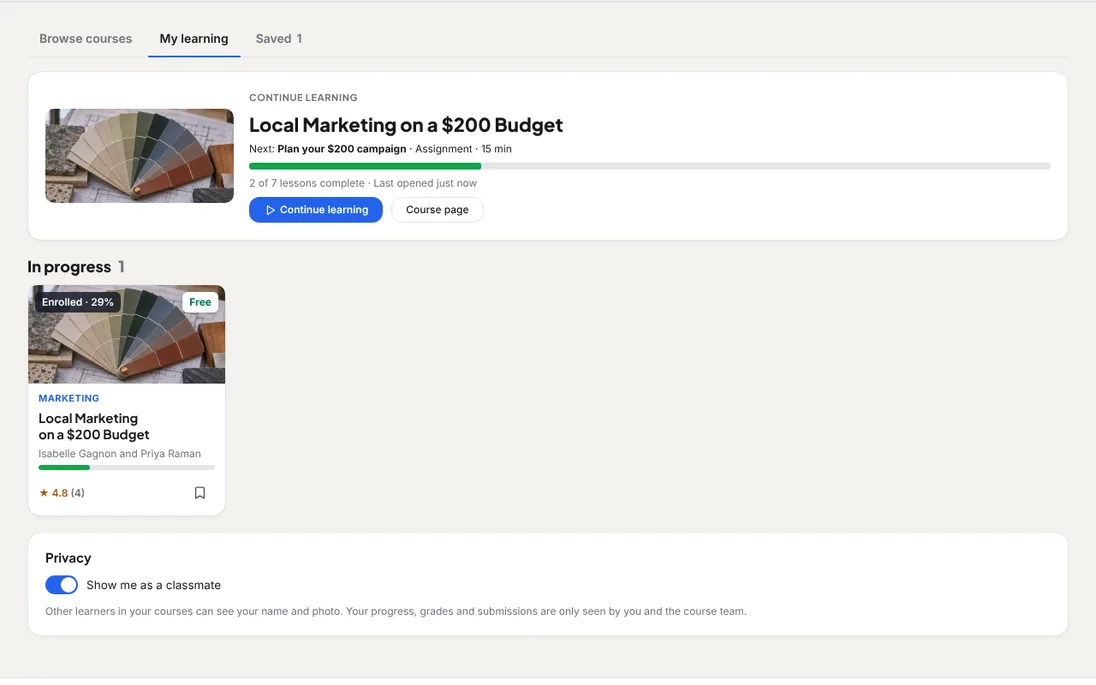 Browse courses My learning Saved 1
CONTINUE LEARNING
Local Marketing on a $200 Budget
Next: Plan your $200 campaign · Assignment · 15 min
2 of 7 lessons complete · Last opened just now
Continue learning Course page
In progress 1
Enrolled · 29% Free
MARKETING
Local Marketing
on a $200 Budget
Isabelle Gagnon and Priya Raman
★ 4.8 (4)
Privacy
Show me as a classmate
Other learners in your courses can see your name and photo. Your progress, grades and submissions are only seen by you and the course team.